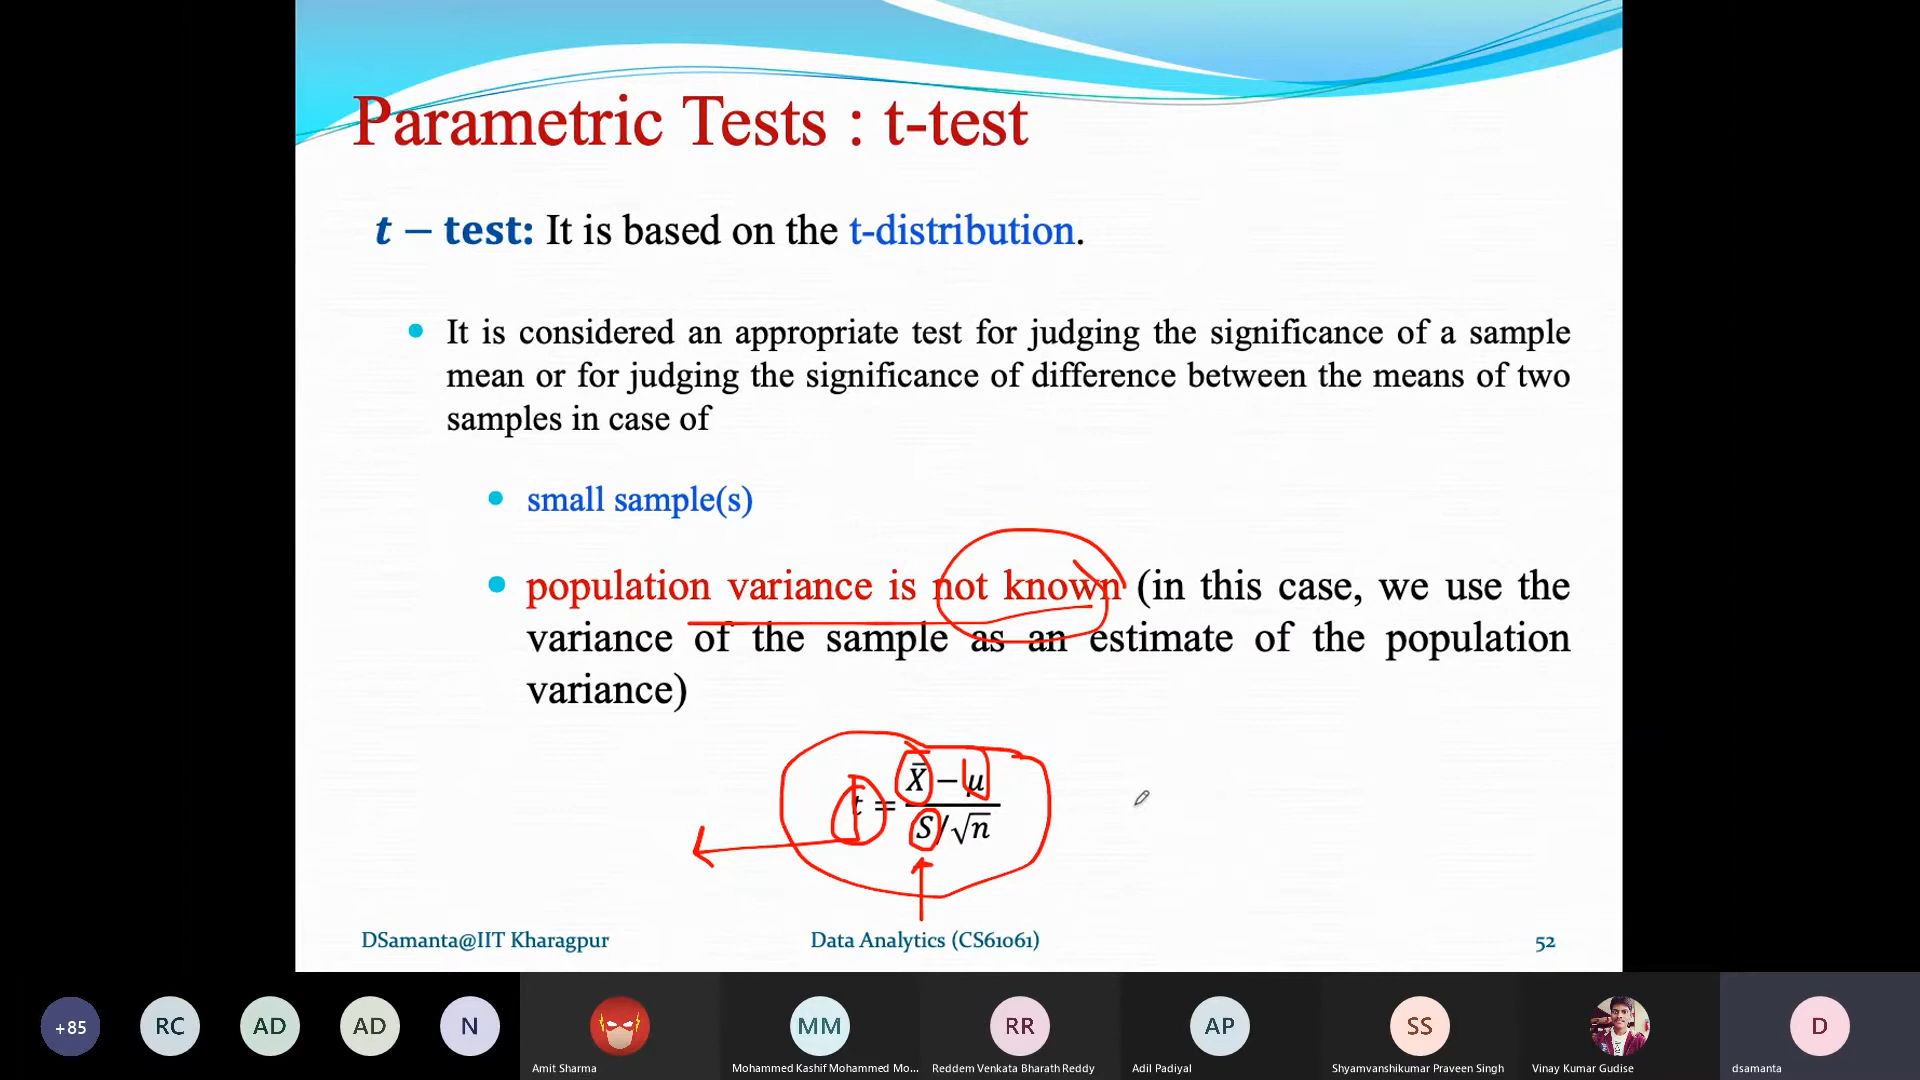 Parametric Tests : t-test
t – test: It is based on the t-distribution.
It is considered an appropriate test for judging the significance of a sample
mean or for judging the significance of difference between the means of two
samples in case of
small sample(s)
population variance is not known (in this case, we use the
variance of the sample as an estimate of the population
variance)
t = X̄ − μ / S/√n
DSamanta@IIT Kharagpur
Data Analytics (CS61061)
52
+85
RC
AD
AD
N
MM
RR
AP
SS
D
Amit Sharma
Mohammed Kashif Mohammed Mo...
Reddem Venkata Bharath Reddy
Adil Padiyal
Shyamvanshikumar Praveen Singh
Vinay Kumar Gudise
dsamanta